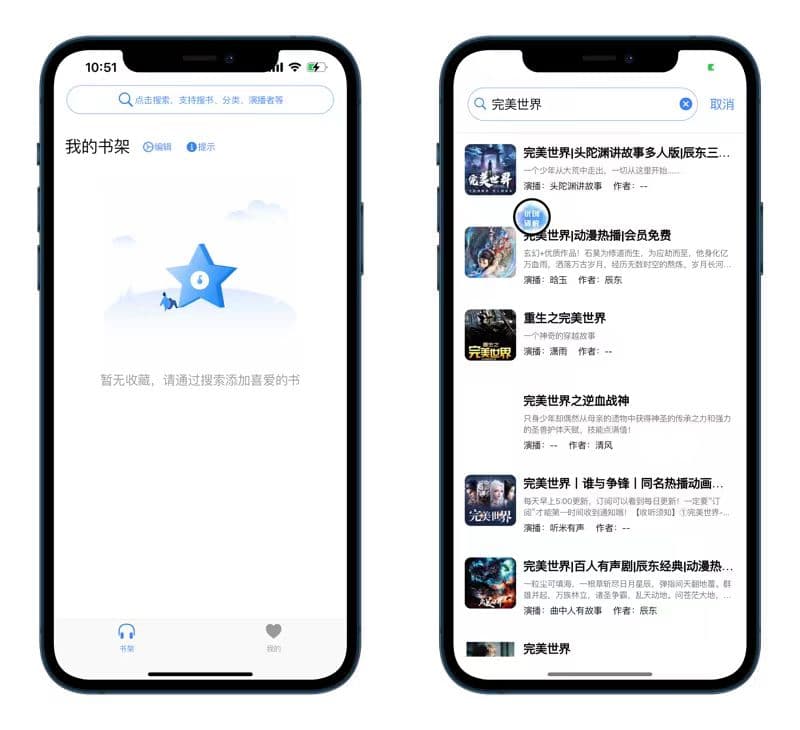 10:51
点击搜索，支持搜书、分类、演播者等
我的书架
编辑
提示
暂无收藏，请通过搜索添加喜爱的书
书架
我的
完美世界
取消
完美世界
完美世界|头陀渊讲故事多人版|辰东三...
一个少年从大荒中走出，一切从这里开始......
演播：头陀渊讲故事 作者：--
完美世界|动漫热播|会员免费
玄幻+优质作品！石昊为修道而生，为应劫而至，他身化亿
万血雨，洒落万古岁月，经历无数时空的熬炼，岁月长河...
演播：晗玉 作者：辰东
重生之
完美世界
重生之完美世界
一个神奇的穿越故事
演播：潇雨 作者：--
完美世界之逆血战神
只身少年却偶然从母亲的遗物中获得神圣的传承之力和强力
的圣兽护体天赋，技能点满值！
演播：-- 作者：清风
完美世界
完美世界丨谁与争锋丨同名热播动画...
每天早上5:00更新，订阅可以看到每日更新！一定要“订
阅”才能第一时间收到通知哦！【收听须知】①完美世界-...
演播：听米有声 作者：--
完美世界|百人有声剧|辰东经典|动漫热...
一粒尘可填海，一根草斩尽日月星辰，弹指间天翻地覆。群
雄并起，万族林立，诸圣争霸，乱天动地。问苍茫大地，...
演播：曲中人有故事 作者：辰东
完美世界